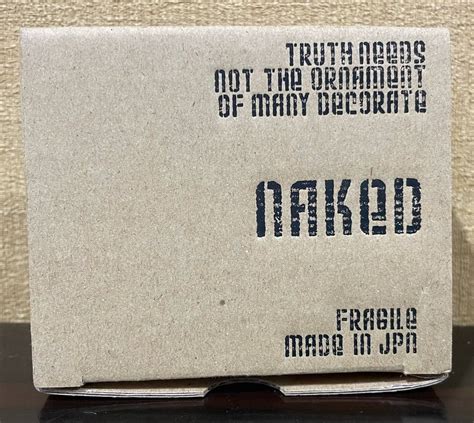 TRUTH NEEDS
NOT THE ORNAMENT
OF MANY DECORATE
NAKED
FRAGILE
MADE IN JPN